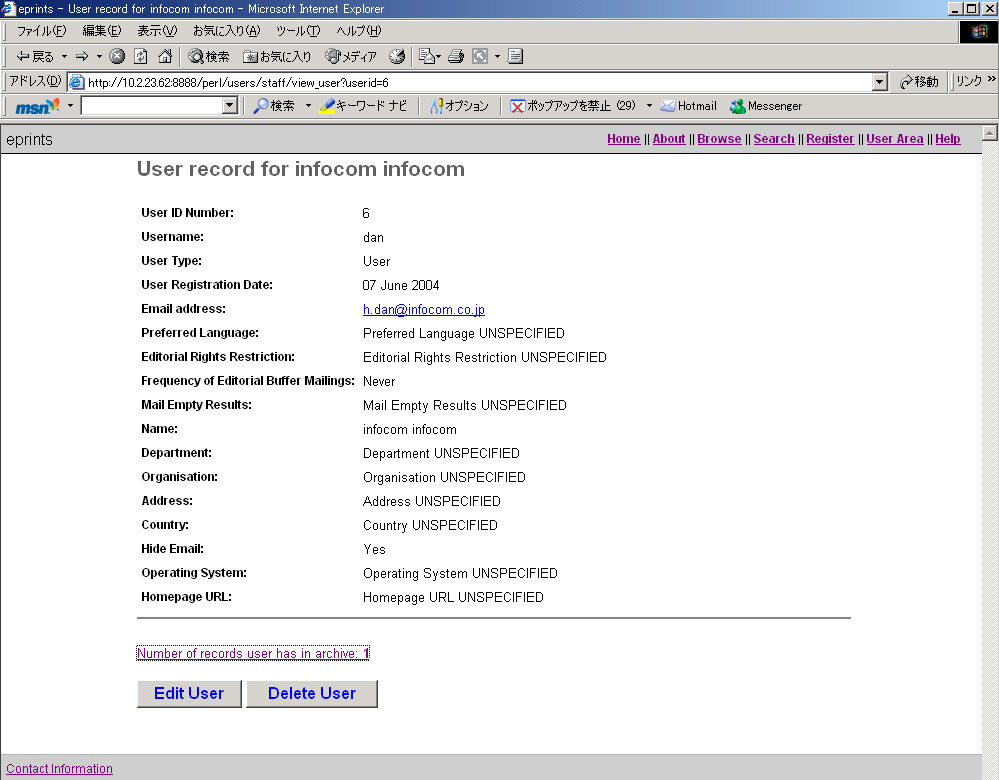 eprints - User record for infocom infocom - Microsoft Internet Explorer
ファイル(F) 編集(E) 表示(V) お気に入り(A) ツール(T) ヘルプ(H)
戻る 検索 お気に入り メディア
アドレス(D) http://10.2.23.62:8888/perl/users/staff/view_user?userid=6 移動 リンク »
msn 検索 キーワード ナビ オプション ポップアップを禁止 (29) Hotmail Messenger
eprints Home || About || Browse || Search || Register || User Area || Help
User record for infocom infocom
User ID Number: 6
Username: dan
User Type: User
User Registration Date: 07 June 2004
Email address: h.dan@infocom.co.jp
Preferred Language: Preferred Language UNSPECIFIED
Editorial Rights Restriction: Editorial Rights Restriction UNSPECIFIED
Frequency of Editorial Buffer Mailings: Never
Mail Empty Results: Mail Empty Results UNSPECIFIED
Name: infocom infocom
Department: Department UNSPECIFIED
Organisation: Organisation UNSPECIFIED
Address: Address UNSPECIFIED
Country: Country UNSPECIFIED
Hide Email: Yes
Operating System: Operating System UNSPECIFIED
Homepage URL: Homepage URL UNSPECIFIED
Number of records user has in archive: 1
Edit User Delete User
Contact Information